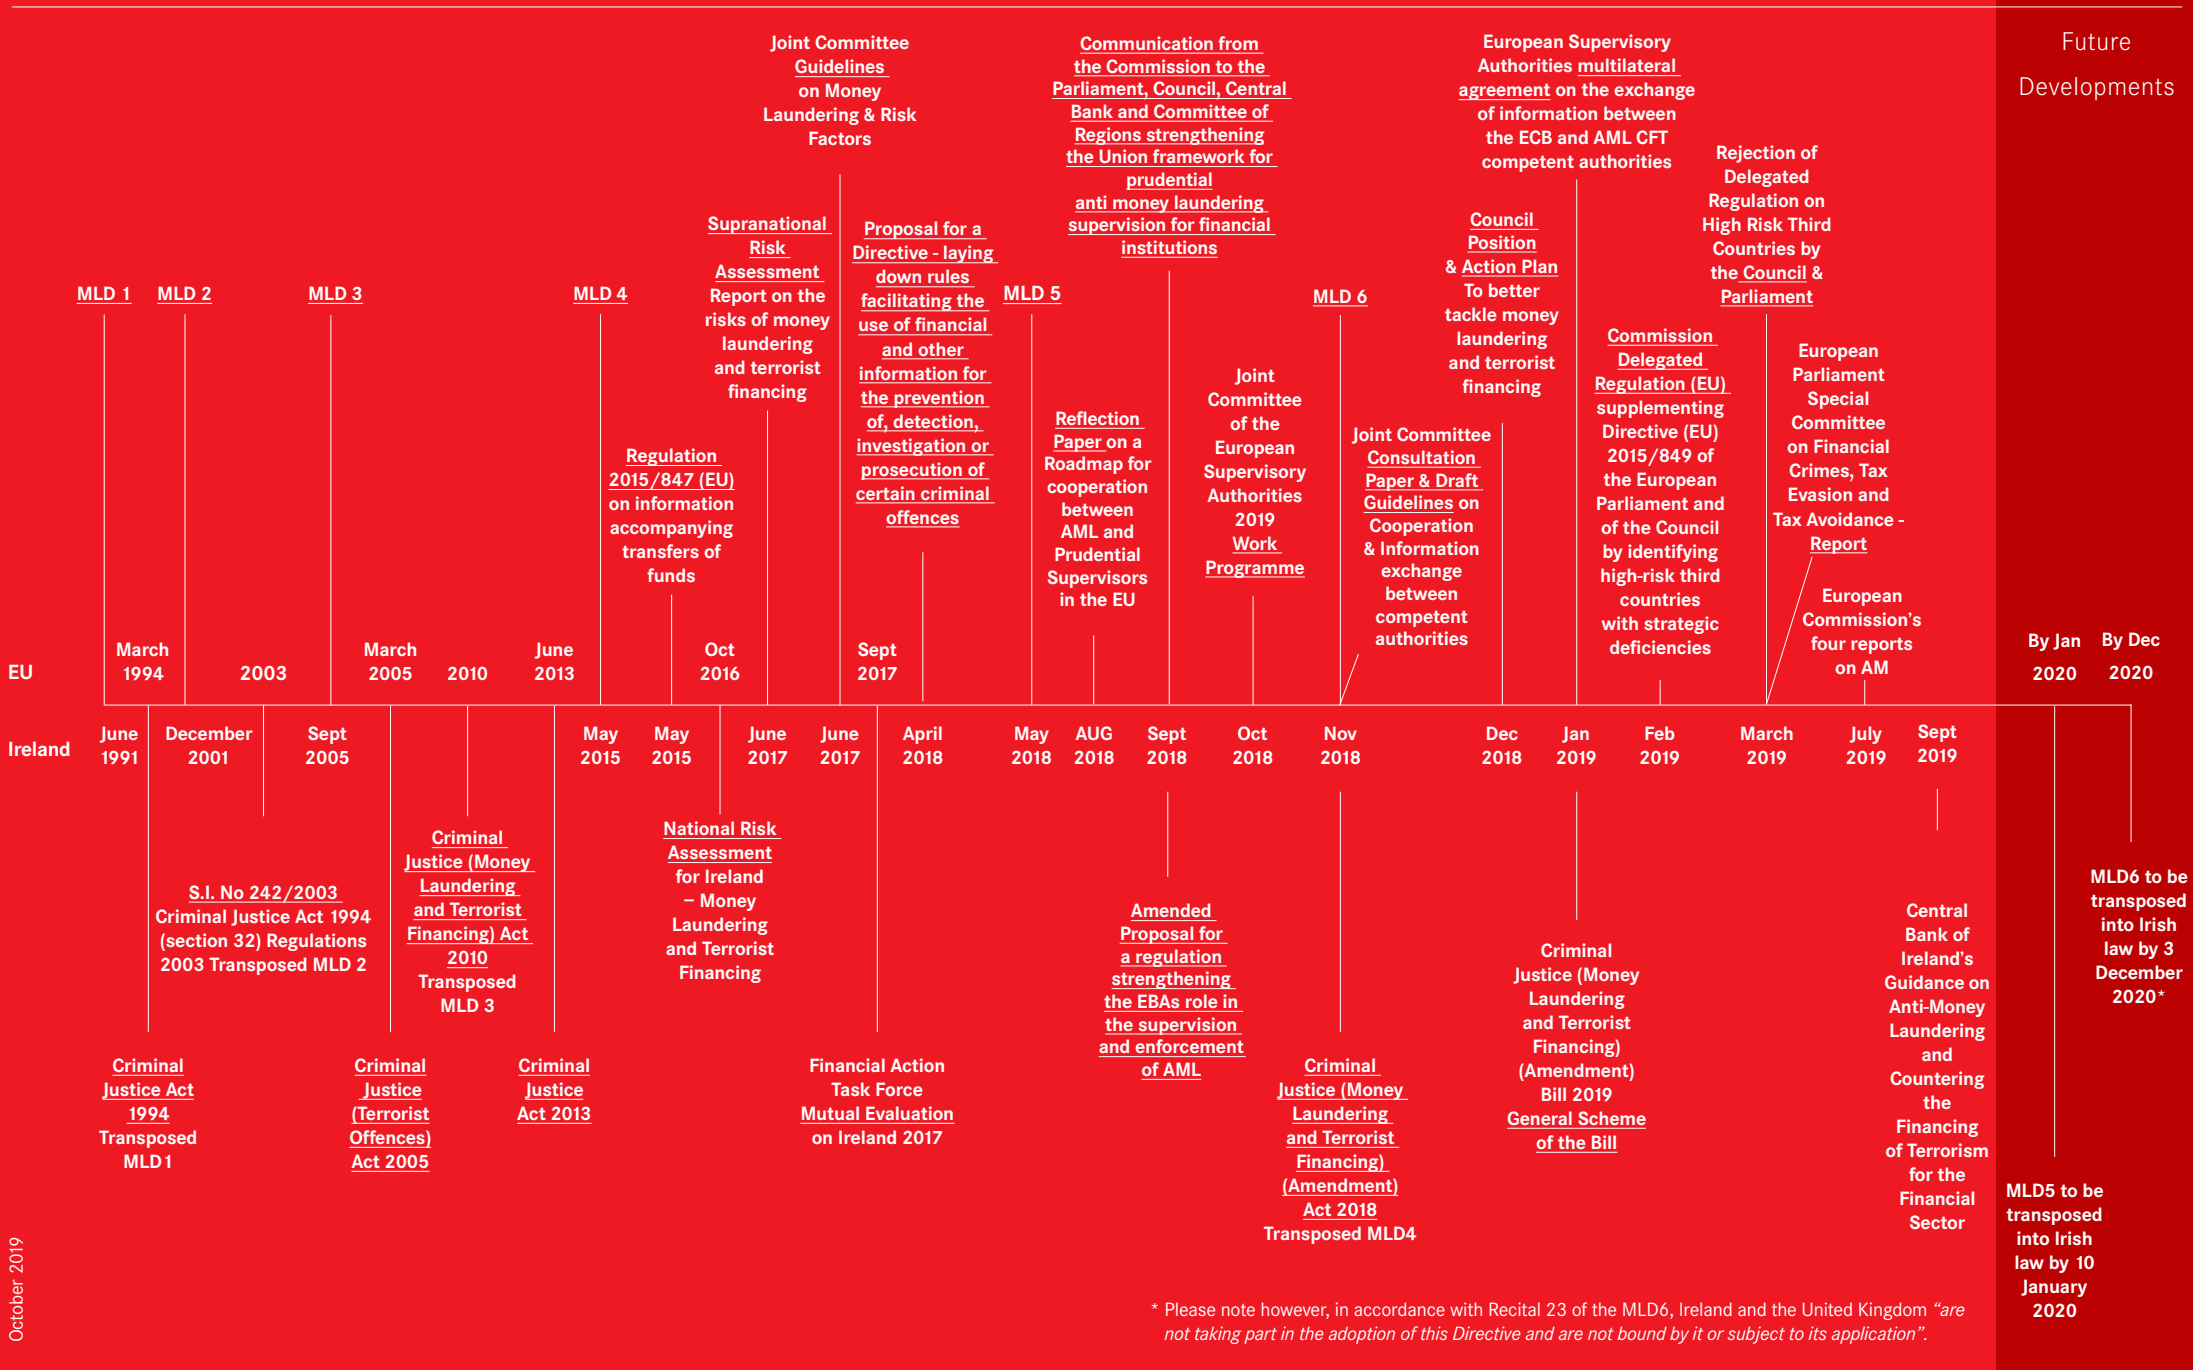 Future
Developments
Joint Committee
Guidelines
on Money
Laundering & Risk
Factors
Communication from
the Commission to the
Parliament, Council, Central
Bank and Committee of
Regions strengthening
the Union framework for
prudential
anti money laundering
supervision for financial
institutions
European Supervisory
Authorities multilateral
agreement on the exchange
of information between
the ECB and AML CFT
competent authorities
Rejection of
Delegated
Regulation on
High Risk Third
Countries by
the Council &
Parliament
MLD 1
MLD 2
MLD 3
MLD 4
Supranational
Risk
Assessment
Report on the
risks of money
laundering
and terrorist
financing
Proposal for a
Directive - laying
down rules
facilitating the
use of financial
and other
information for
the prevention
of, detection,
investigation or
prosecution of
certain criminal
offences
MLD 5
MLD 6
Council
Position
& Action Plan
To better
tackle money
laundering
and terrorist
financing
Regulation
2015/847 (EU)
on information
accompanying
transfers of
funds
Reflection
Paper on a
Roadmap for
cooperation
between
AML and
Prudential
Supervisors
in the EU
Joint
Committee
of the
European
Supervisory
Authorities
2019
Work
Programme
Joint Committee
Consultation
Paper & Draft
Guidelines on
Cooperation
& Information
exchange
between
competent
authorities
Commission
Delegated
Regulation (EU)
supplementing
Directive (EU)
2015/849 of
the European
Parliament and
of the Council
by identifying
high-risk third
countries
with strategic
deficiencies
European
Parliament
Special
Committee
on Financial
Crimes, Tax
Evasion and
Tax Avoidance -
Report
European
Commission's
four reports
on AM
EU
March
1994
2003
March
2005
2010
June
2013
Oct
2016
Sept
2017
By Jan
2020
By Dec
2020
Ireland
June
1991
December
2001
Sept
2005
May
2015
May
2015
June
2017
June
2017
April
2018
May
2018
AUG
2018
Sept
2018
Oct
2018
Nov
2018
Dec
2018
Jan
2019
Feb
2019
March
2019
July
2019
Sept
2019
Criminal
Justice Act
1994
Transposed
MLD1
S.I. No 242/2003
Criminal Justice Act 1994
(section 32) Regulations
2003 Transposed MLD 2
Criminal
Justice
(Terrorist
Offences)
Act 2005
Criminal
Justice (Money
Laundering
and Terrorist
Financing) Act
2010
Transposed
MLD 3
Criminal
Justice
Act 2013
National Risk
Assessment
for Ireland
– Money
Laundering
and Terrorist
Financing
Financial Action
Task Force
Mutual Evaluation
on Ireland 2017
Amended
Proposal for
a regulation
strengthening
the EBAs role in
the supervision
and enforcement
of AML
Criminal
Justice (Money
Laundering
and Terrorist
Financing)
(Amendment)
Act 2018
Transposed MLD4
Criminal
Justice (Money
Laundering
and Terrorist
Financing)
(Amendment)
Bill 2019
General Scheme
of the Bill
Central
Bank of
Ireland's
Guidance on
Anti-Money
Laundering
and
Countering
the
Financing
of Terrorism
for the
Financial
Sector
MLD5 to be
transposed
into Irish
law by 10
January
2020
MLD6 to be
transposed
into Irish
law by 3
December
2020*
* Please note however, in accordance with Recital 23 of the MLD6, Ireland and the United Kingdom “are
not taking part in the adoption of this Directive and are not bound by it or subject to its application”.
October 2019